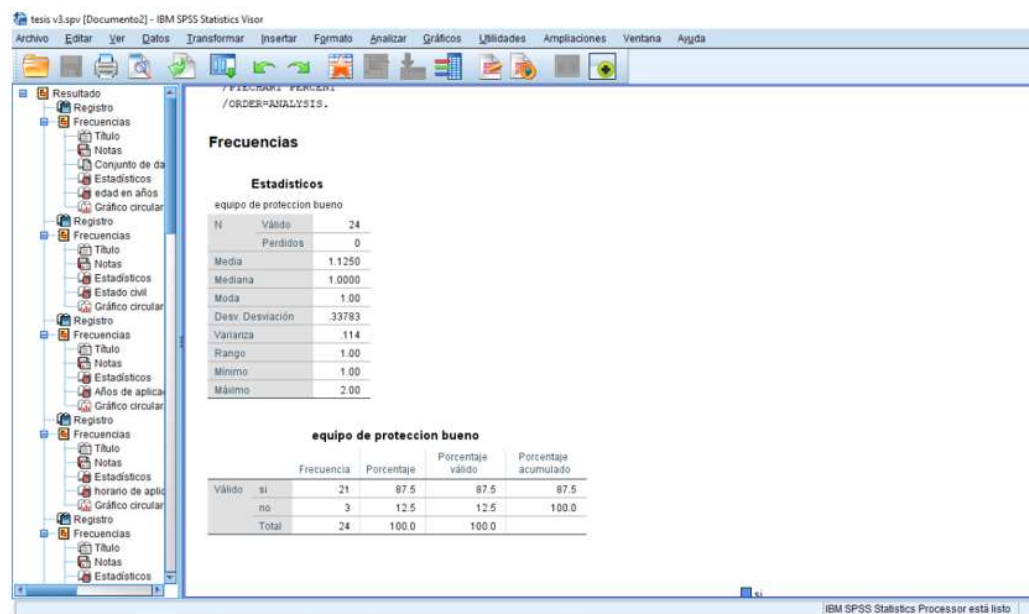 tesis v3.spv [Documento2] - IBM SPSS Statistics Visor
Archivo Editar Ver Datos Transformar Insertar Formato Analizar Gráficos Utilidades Ampliaciones Ventana Ayuda
Resultado
Registro
Frecuencias
Título
Notas
Conjunto de da
Estadísticos
edad en años
Gráfico circular
Registro
Frecuencias
Título
Notas
Estadísticos
Estado civil
Gráfico circular
Registro
Frecuencias
Título
Notas
Estadísticos
Años de aplica
Gráfico circular
Registro
Frecuencias
Título
Notas
Estadísticos
horario de aplic
Gráfico circular
Registro
Frecuencias
Título
Notas
Estadísticos
/PIECHART PERCENT
/ORDER=ANALYSIS.
Frecuencias
Estadísticos
equipo de proteccion bueno
N Válido 24
Perdidos 0
Media 1.1250
Mediana 1.0000
Moda 1.00
Desv. Desviación .33783
Varianza .114
Rango 1.00
Mínimo 1.00
Máximo 2.00
equipo de proteccion bueno
Frecuencia Porcentaje Porcentaje válido Porcentaje acumulado
Válido si 21 87.5 87.5 87.5
no 3 12.5 12.5 100.0
Total 24 100.0 100.0
si
IBM SPSS Statistics Processor está listo